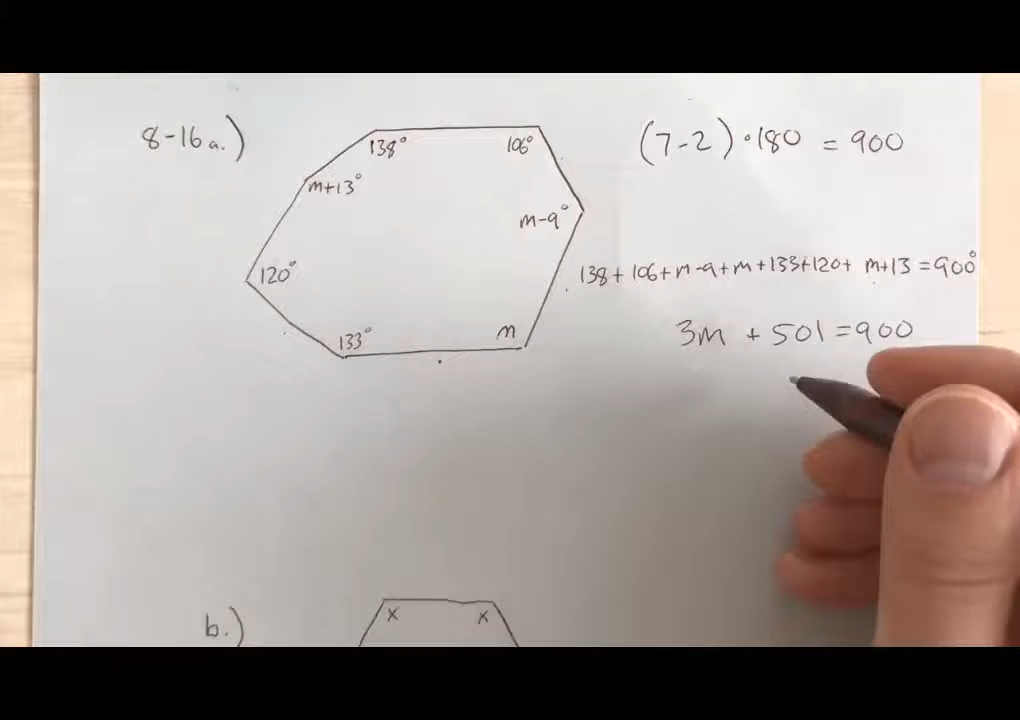 8-16a.)
138°
106°
(7-2)•180 = 900
m+13°
m-9°
120°
138+106+m-9+m+133+120+ m+13=900°
133°
m
3m + 501=900
b.)
x
x